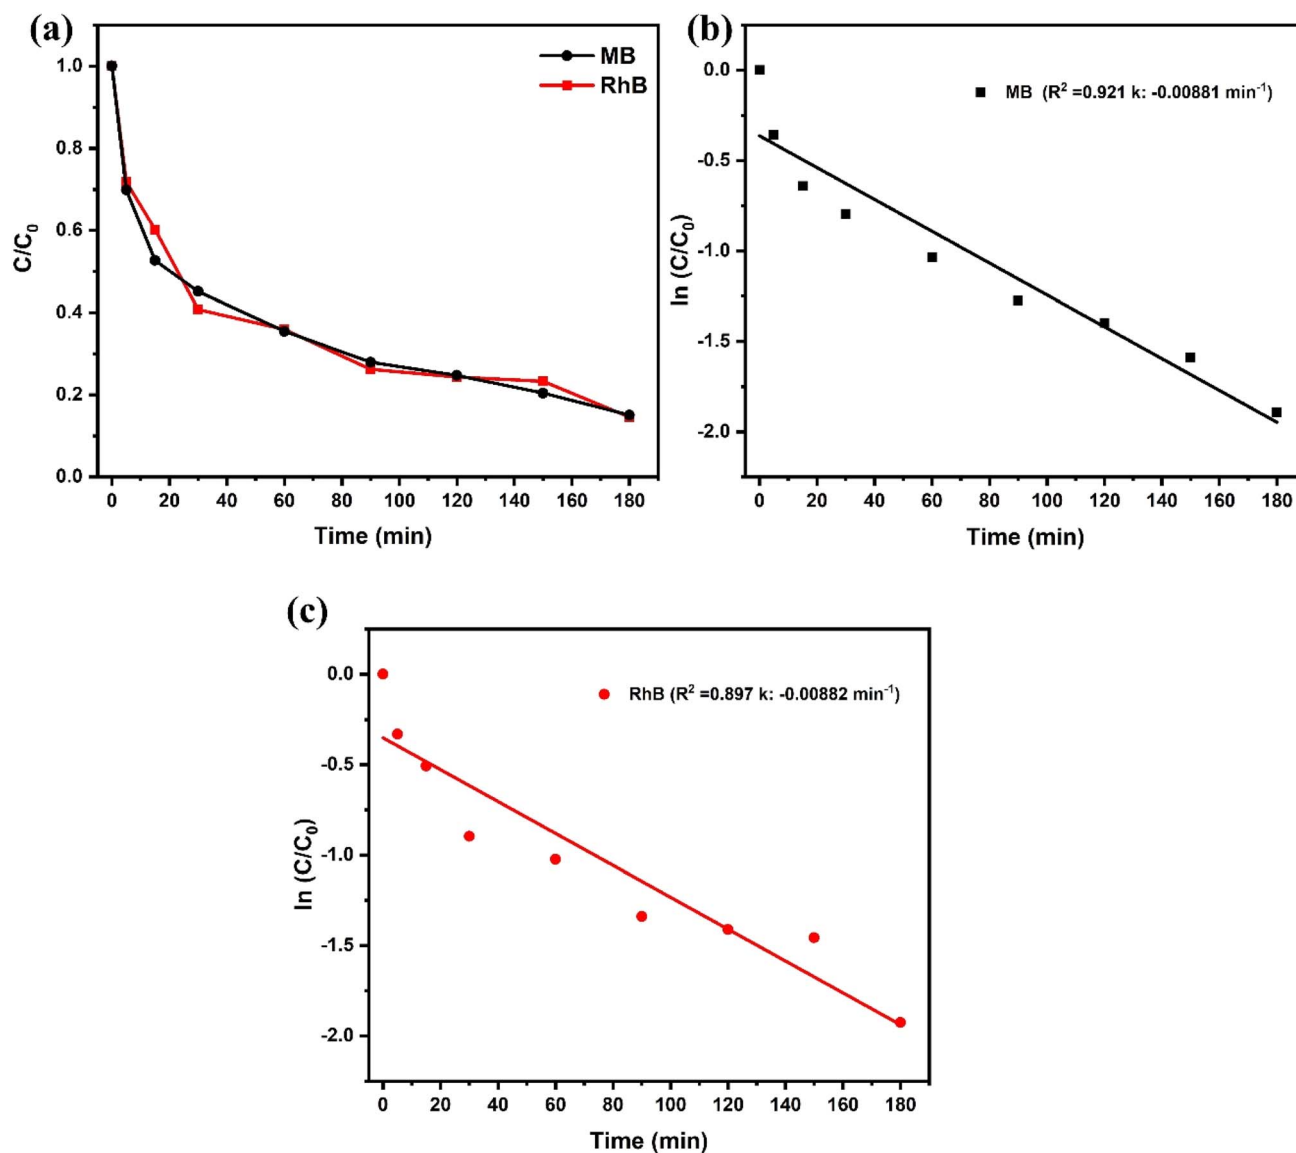 (a)
MB
RhB
1.0
0.8
0.6
0.4
0.2
0.0
C/C₀
0 20 40 60 80 100 120 140 160 180
Time (min)
(b)
MB (R² =0.921 k: -0.00881 min⁻¹)
0.0
-0.5
-1.0
-1.5
-2.0
ln (C/C₀)
0 20 40 60 80 100 120 140 160 180
Time (min)
(c)
RhB (R² =0.897 k: -0.00882 min⁻¹)
0.0
-0.5
-1.0
-1.5
-2.0
ln (C/C₀)
0 20 40 60 80 100 120 140 160 180
Time (min)